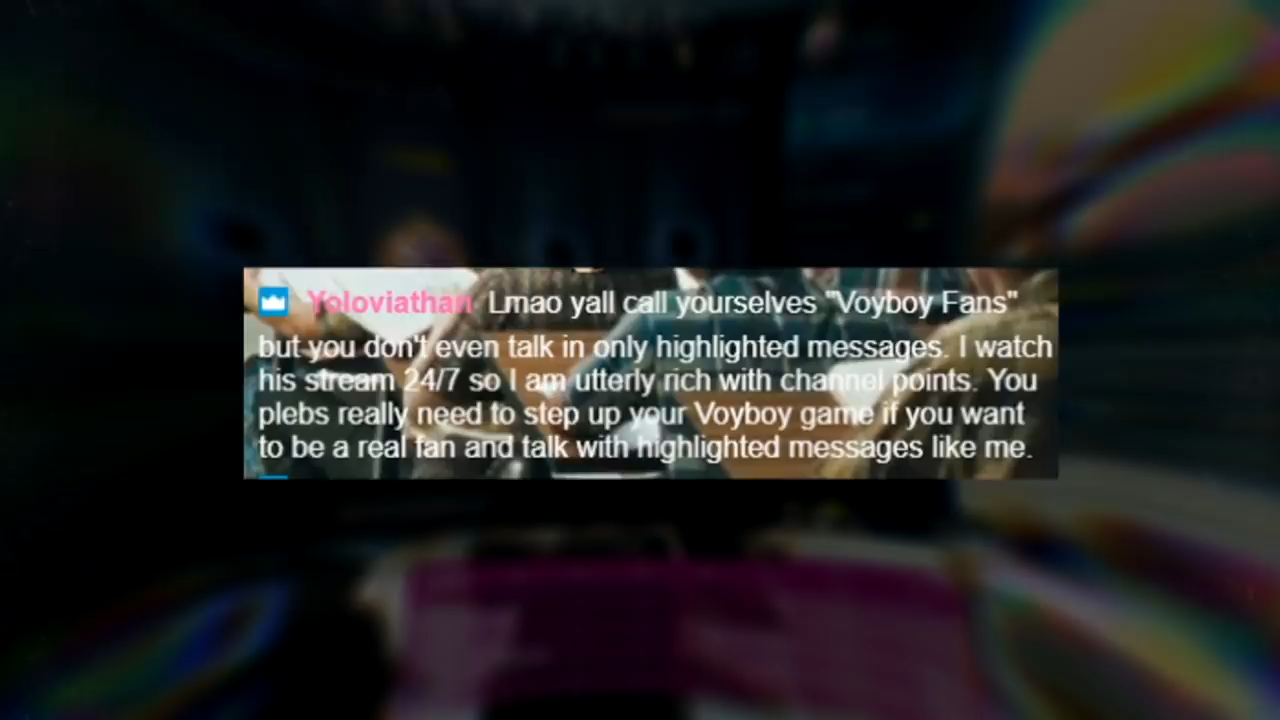 Yoloviathan Lmao yall call yourselves "Voyboy Fans"
but you don't even talk in only highlighted messages. I watch
his stream 24/7 so I am utterly rich with channel points. You
plebs really need to step up your Voyboy game if you want
to be a real fan and talk with highlighted messages like me.